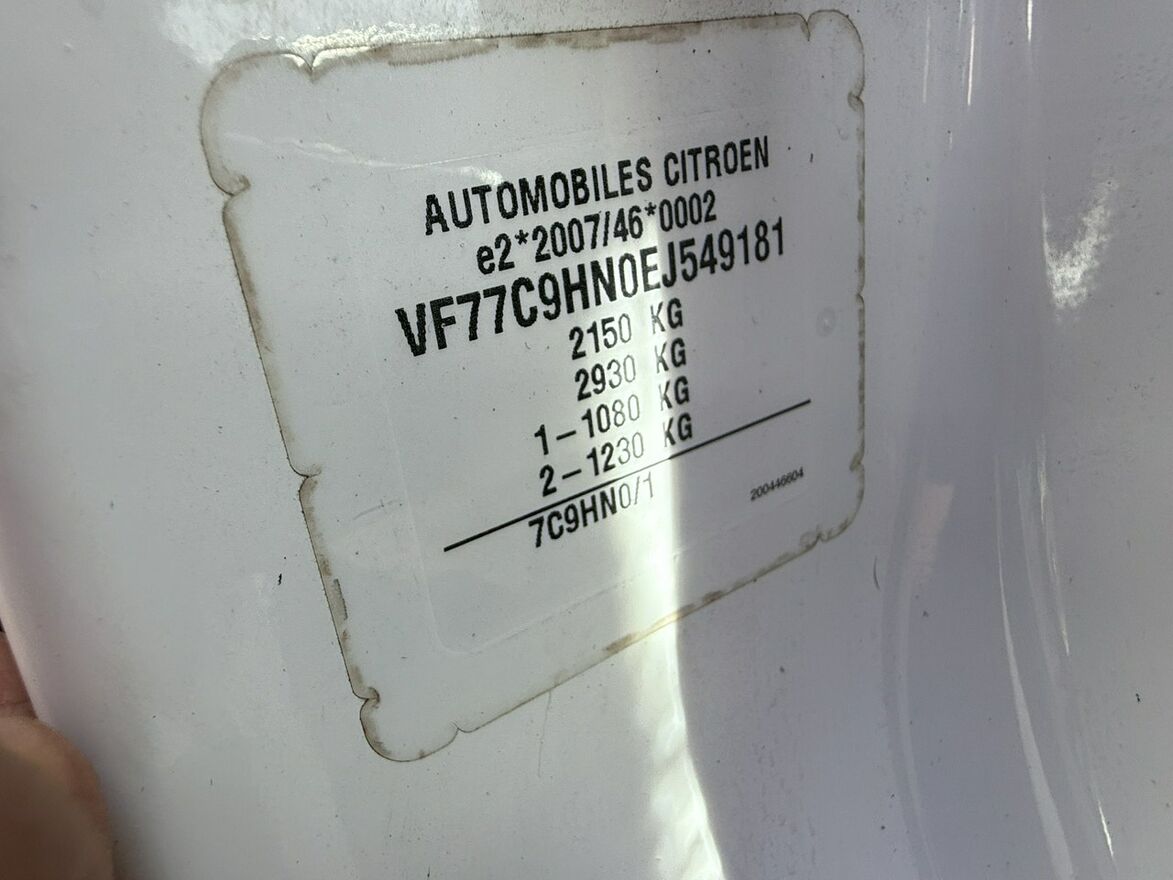 AUTOMOBILES CITROEN
e2*2007/46*0002
VF77C9HN0EJ549181
2150 KG
2930 KG
1-1080 KG
2-1230 KG
7C9HN0/1
200446604